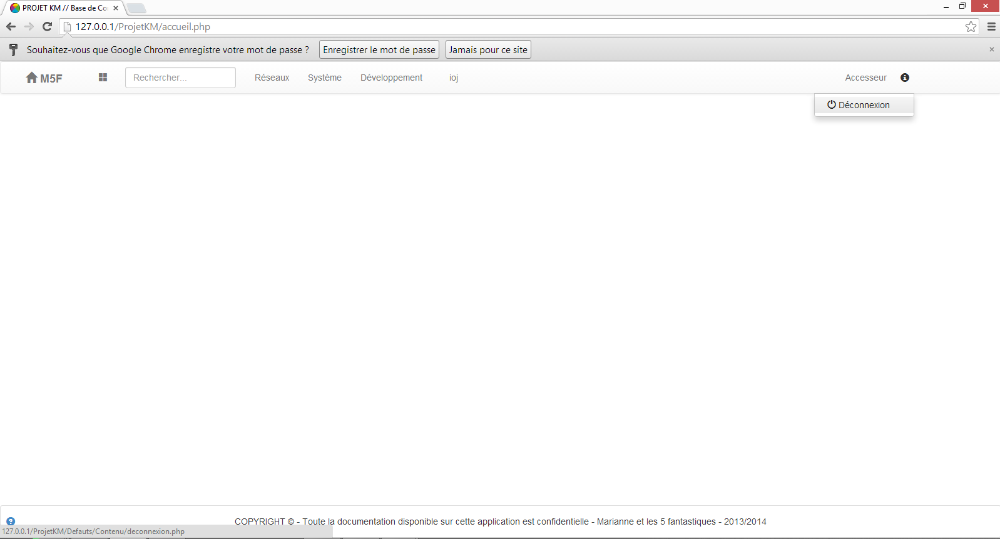 PROJET KM // Base de Co
127.0.0.1/ProjetKM/accueil.php
Souhaitez-vous que Google Chrome enregistre votre mot de passe ? Enregistrer le mot de passe Jamais pour ce site
M5F Rechercher... Réseaux Système Développement ioj Accesseur
Déconnexion
COPYRIGHT © - Toute la documentation disponible sur cette application est confidentielle - Marianne et les 5 fantastiques - 2013/2014
127.0.0.1/ProjetKM/Defauts/Contenu/deconnexion.php